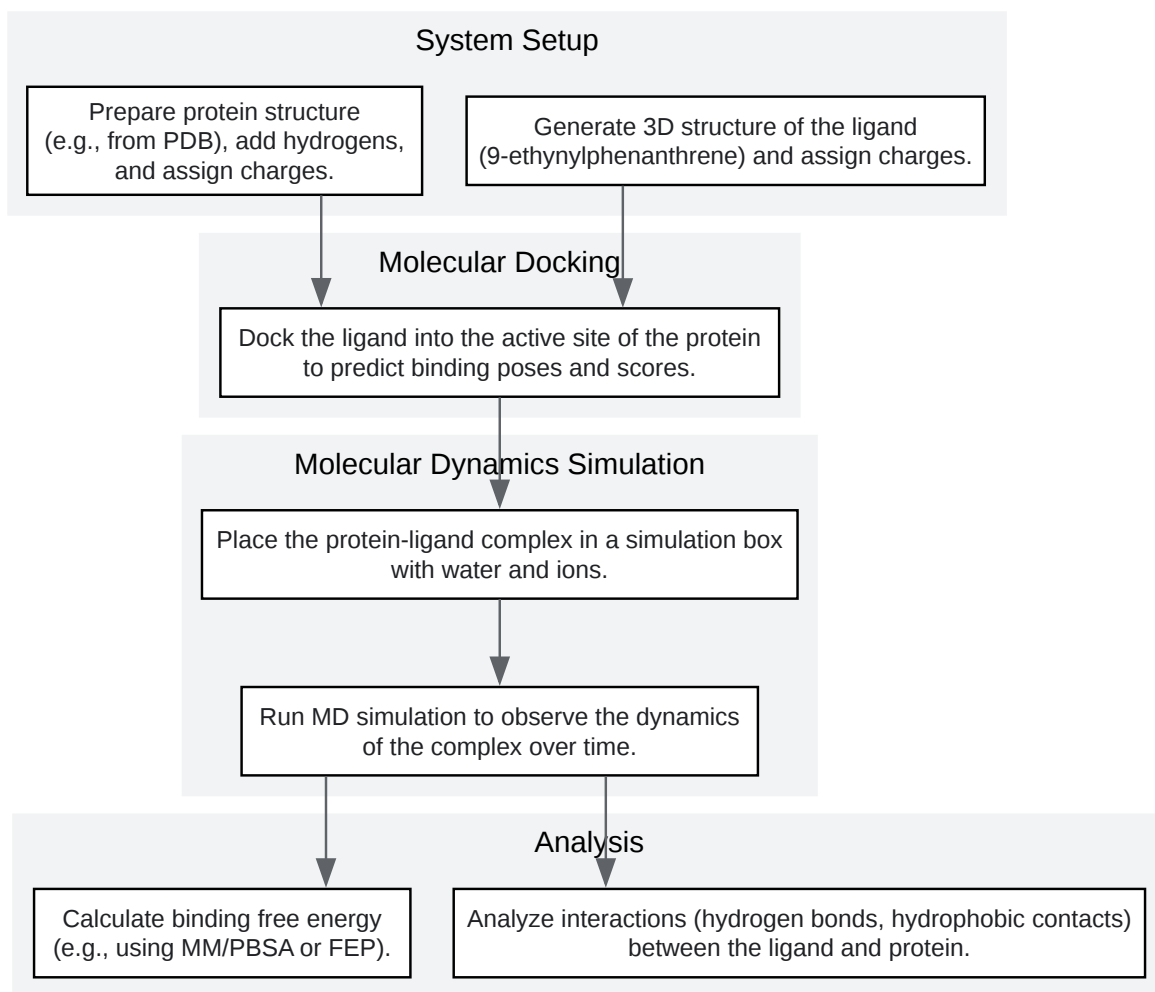 System Setup
Prepare protein structure
(e.g., from PDB), add hydrogens,
and assign charges.
Generate 3D structure of the ligand
(9-ethynylphenanthrene) and assign charges.
Molecular Docking
Dock the ligand into the active site of the protein
to predict binding poses and scores.
Molecular Dynamics Simulation
Place the protein-ligand complex in a simulation box
with water and ions.
Run MD simulation to observe the dynamics
of the complex over time.
Analysis
Calculate binding free energy
(e.g., using MM/PBSA or FEP).
Analyze interactions (hydrogen bonds, hydrophobic contacts)
between the ligand and protein.